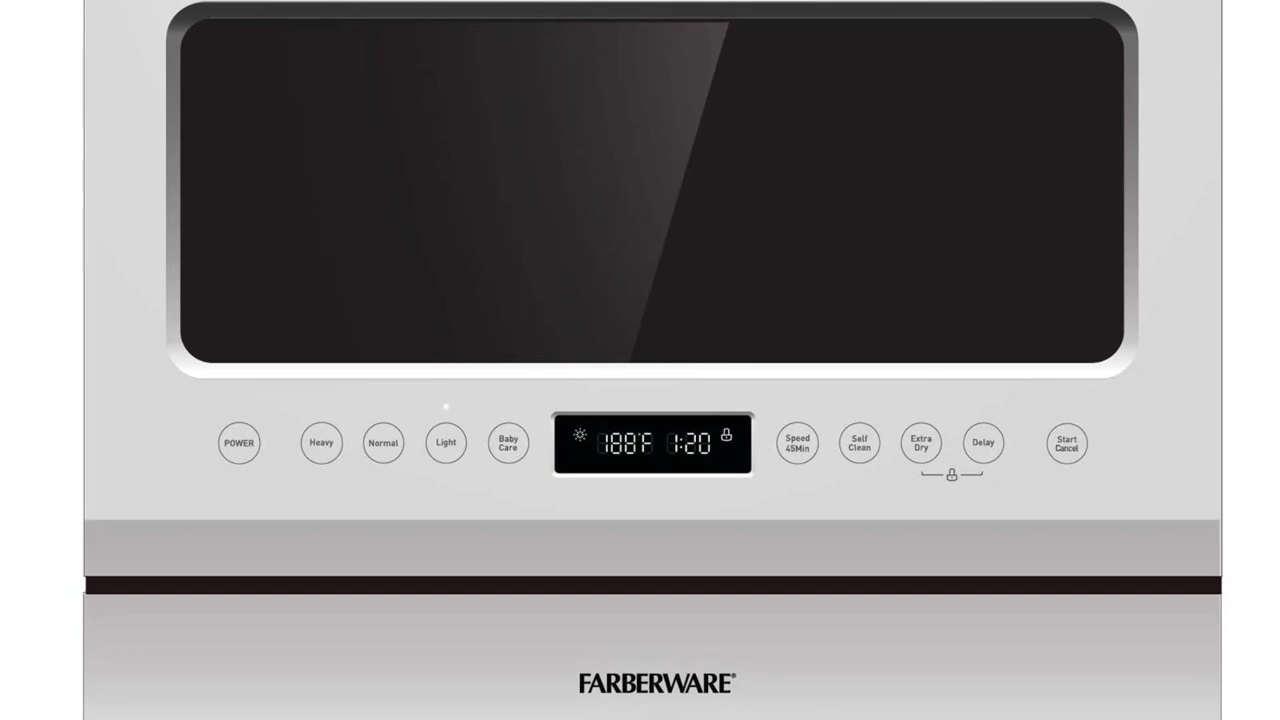 POWER
Heavy
Normal
Light
Baby
Care
188°F 1:20
Speed
45Min
Self
Clean
Extra
Dry
Delay
Start
Cancel
FARBERWARE®